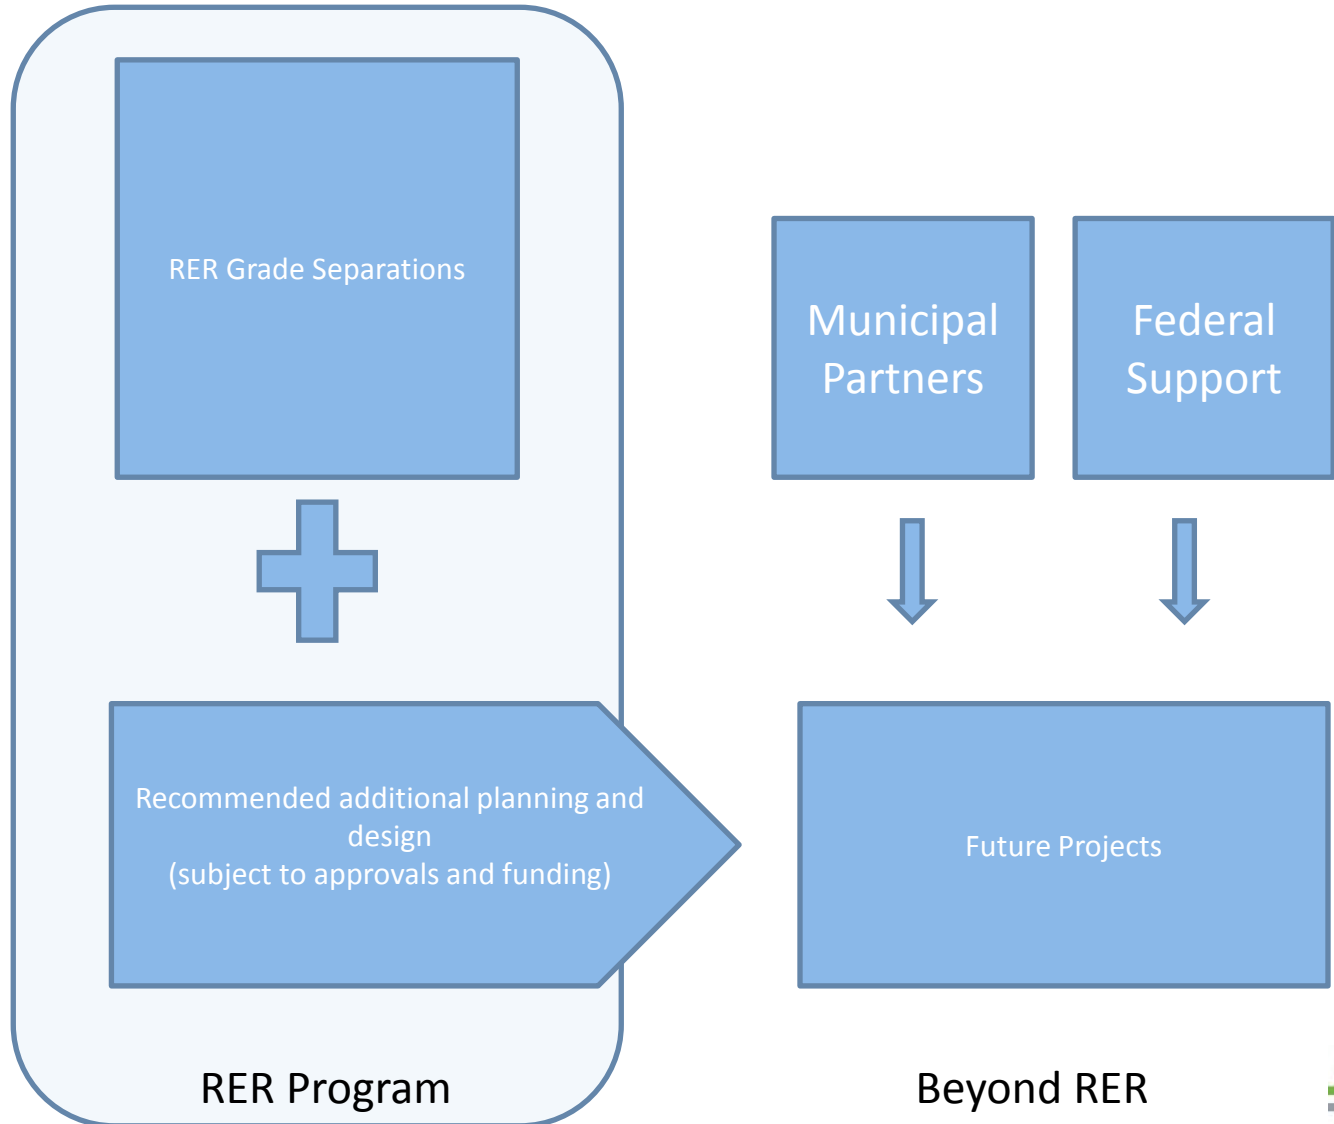 RER Grade Separations
Municipal
Partners
Federal
Support
Recommended additional planning and
design
(subject to approvals and funding)
Future Projects
RER Program
Beyond RER